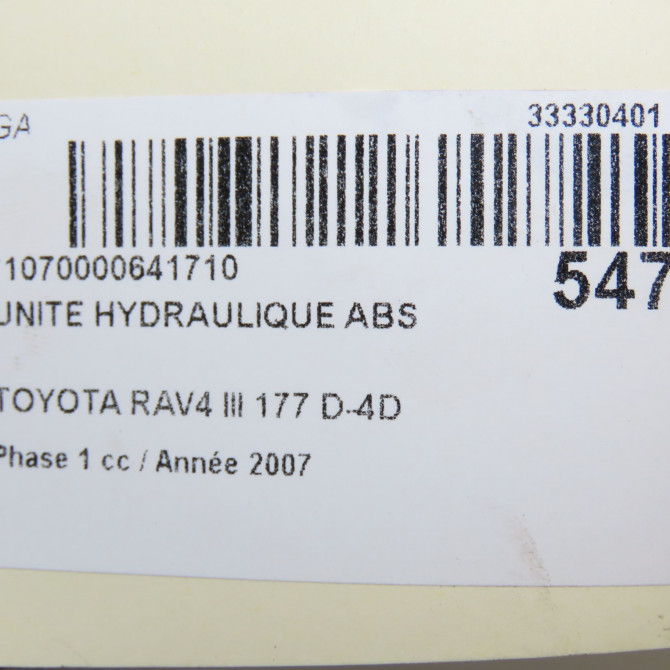 GA 33330401
1070000641710
547
UNITE HYDRAULIQUE ABS
TOYOTA RAV4 III 177 D-4D
Phase 1 cc / Année 2007